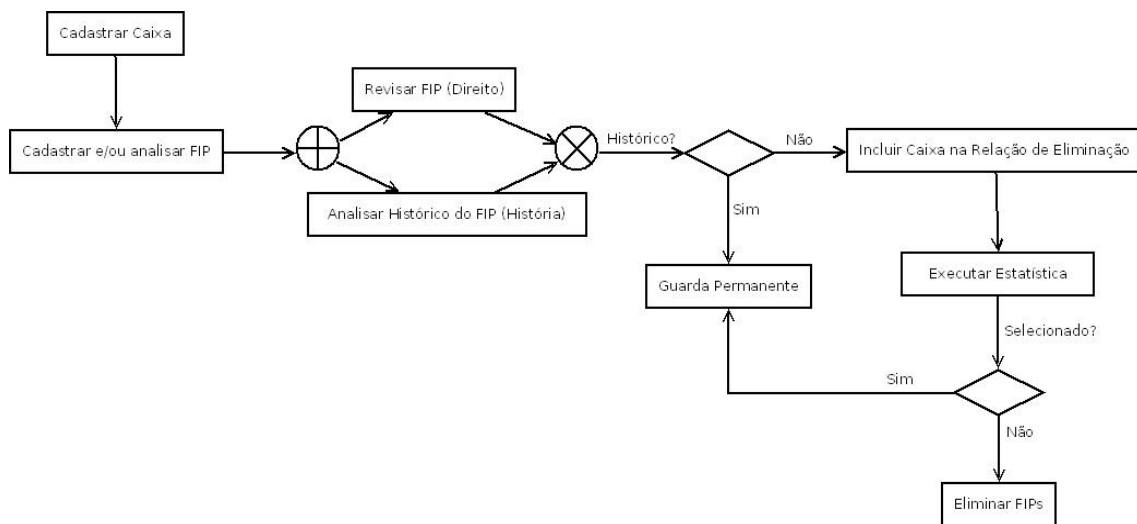 Cadastrar Caixa
Cadastrar e/ou analisar FIP
Revisar FIP (Direito)
Analisar Histórico do FIP (História)
Histórico?
Não
Incluir Caixa na Relação de Eliminação
Sim
Guarda Permanente
Executar Estatística
Selecionado?
Sim
Não
Eliminar FIPs